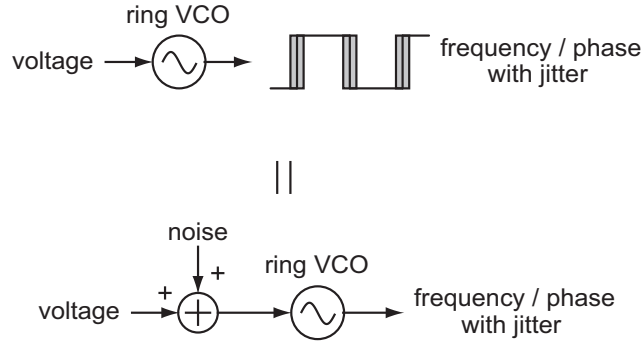 ring VCO
voltage
frequency / phase
with jitter
noise
+
ring VCO
+
voltage
frequency / phase
with jitter